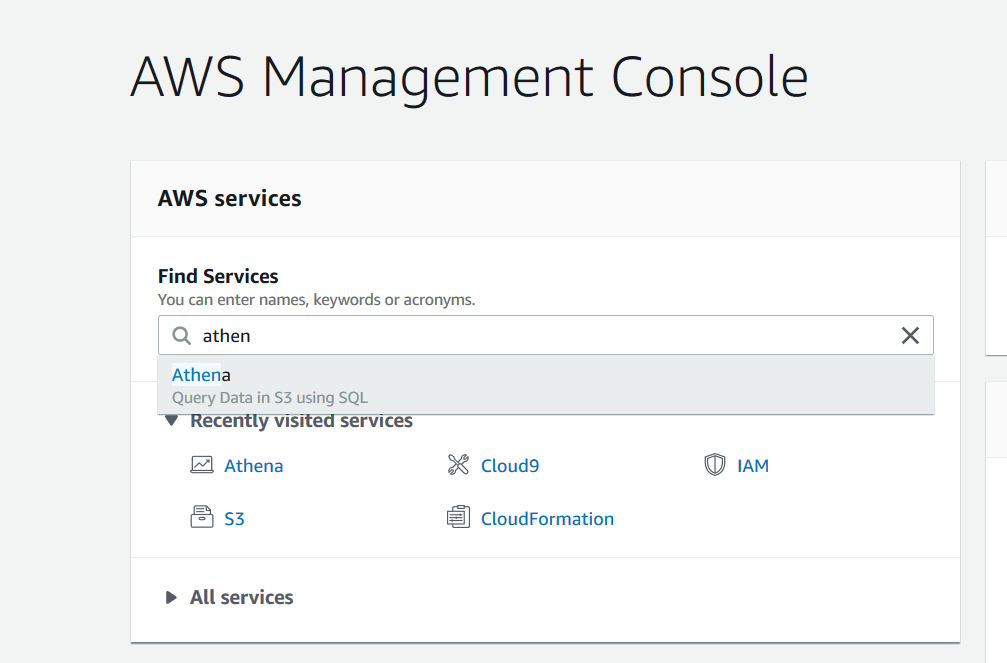 AWS Management Console
AWS services
Find Services
You can enter names, keywords or acronyms.
athen
Athena
Query Data in S3 using SQL
Recently visited services
Athena
Cloud9
IAM
S3
CloudFormation
All services